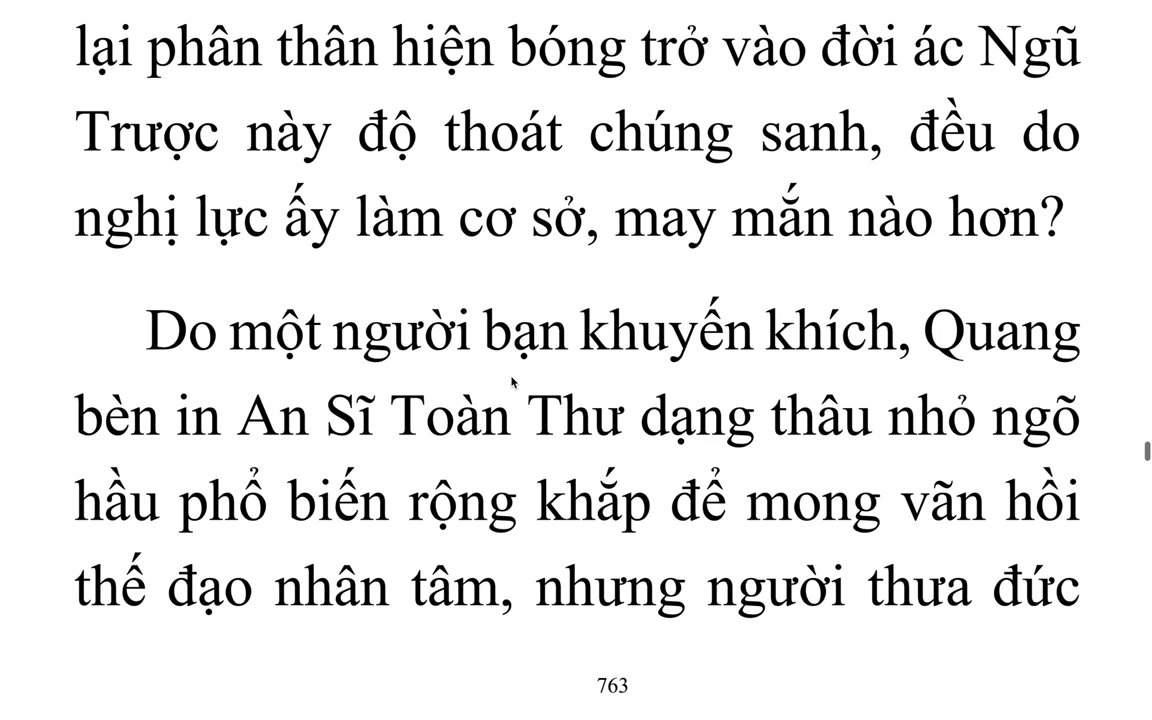 lại phân thân hiện bóng trở vào đời ác Ngũ
Trược này độ thoát chúng sanh, đều do
nghị lực ấy làm cơ sở, may mắn nào hơn?
Do một người bạn khuyến khích, Quang
bèn in An Sĩ Toàn Thư dạng thâu nhỏ ngõ
hầu phổ biến rộng khắp để mong vãn hồi
thế đạo nhân tâm, nhưng người thưa đức
763